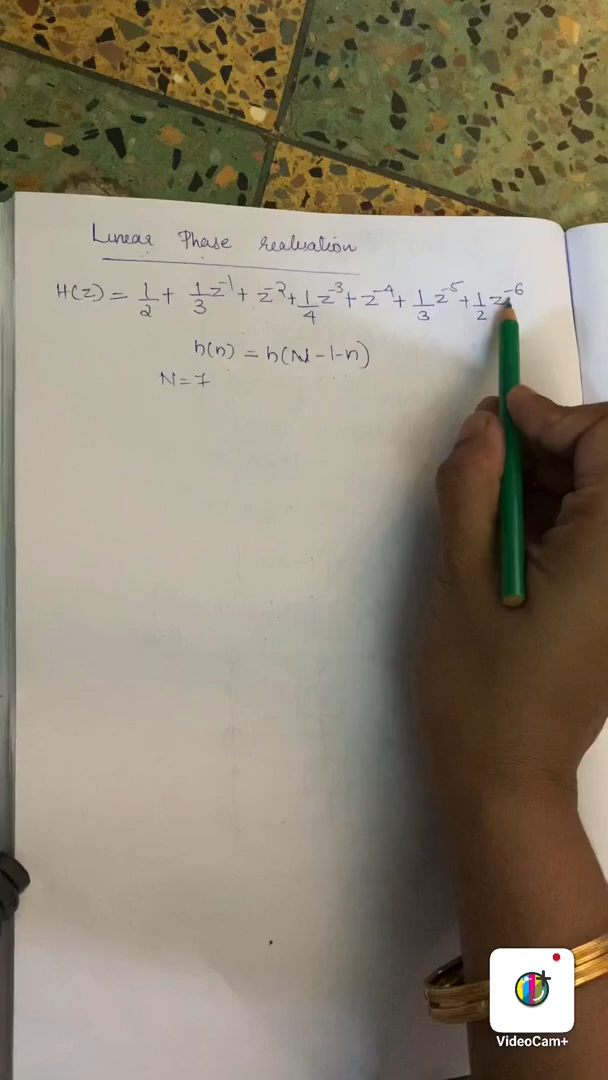 Linear Phase realisation
H(z) = 1/2 + 1/3 z⁻¹ + z⁻² + 1/4 z⁻³ + z⁻⁴ + 1/3 z⁻⁵ + 1/2 z⁻⁶
h(n) = h(N-1-n)
N=7
VideoCam+